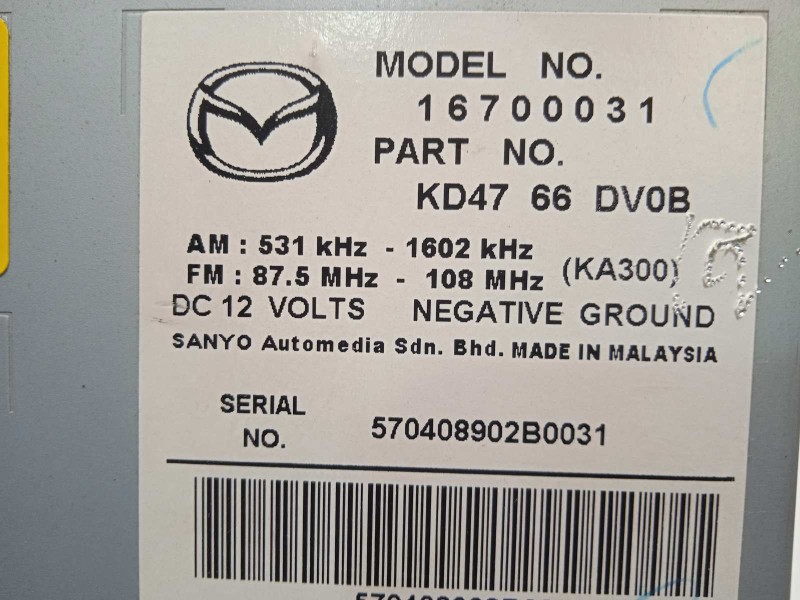 MODEL NO.
16700031
PART NO.
KD47 66 DV0B
AM : 531 kHz - 1602 kHz
FM : 87.5 MHz - 108 MHz (KA300)
DC 12 VOLTS NEGATIVE GROUND
SANYO Automedia Sdn. Bhd. MADE IN MALAYSIA
SERIAL
NO.
570408902B0031